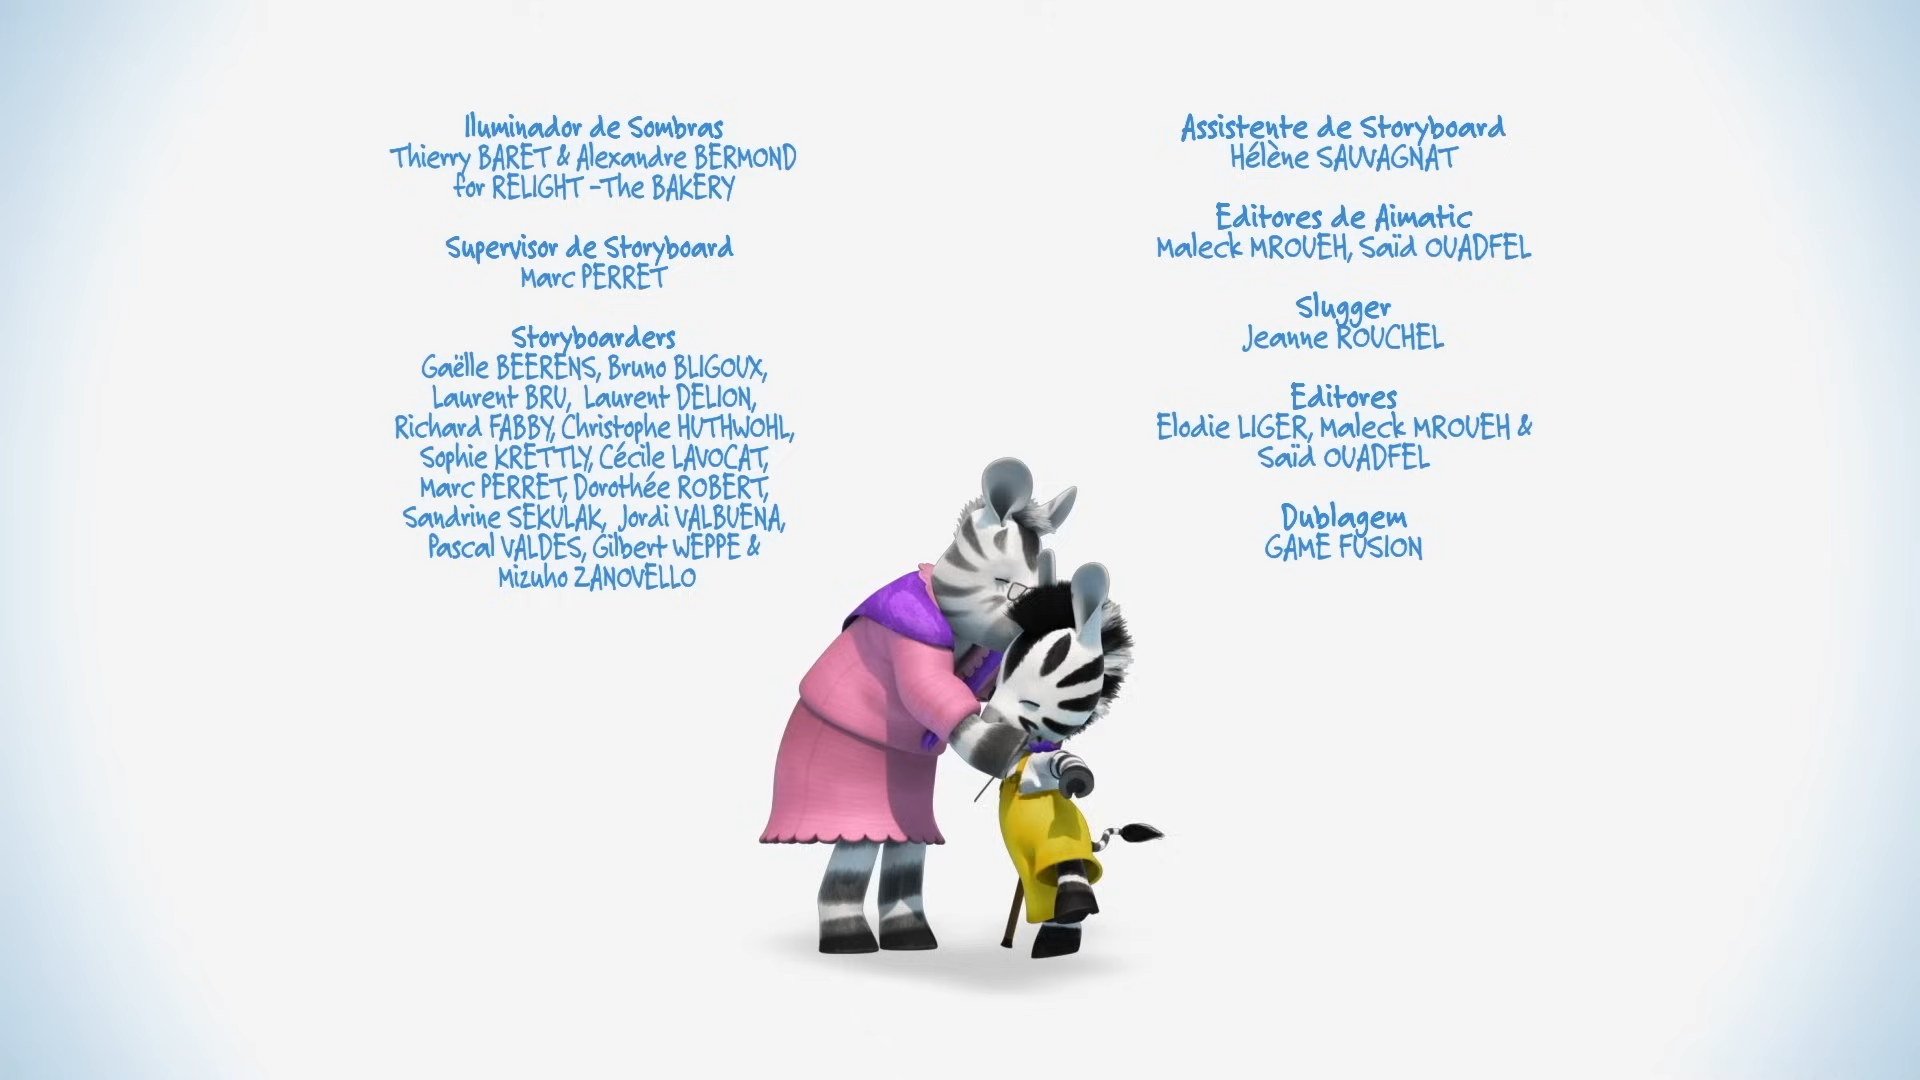 Iluminador de Sombras
Thierry BARET & Alexandre BERMOND
for RELIGHT -The BAKERY
Supervisor de Storyboard
Marc PERRET
Storyboarders
Gaëlle BEERENS, Bruno BLIGOUX,
Laurent BRU, Laurent DELION,
Richard FABBY, Christophe HUTHWOHL,
Sophie KRETTLY, Cécile LAVOCAT,
Marc PERRET, Dorothée ROBERT,
Sandrine SEKULAK, Jordi VALBUENA,
Pascal VALDES, Gilbert WEPPE &
Mizuho ZANOVELLO
Assistente de Storyboard
Hélène SAUVAGNAT
Editores de Aimatic
Maleck MROUEH, Saïd OUADFEL
Slugger
Jeanne ROUCHEL
Editores
Elodie LIGER, Maleck MROUEH &
Saïd OUADFEL
Dublagem
GAME FUSION